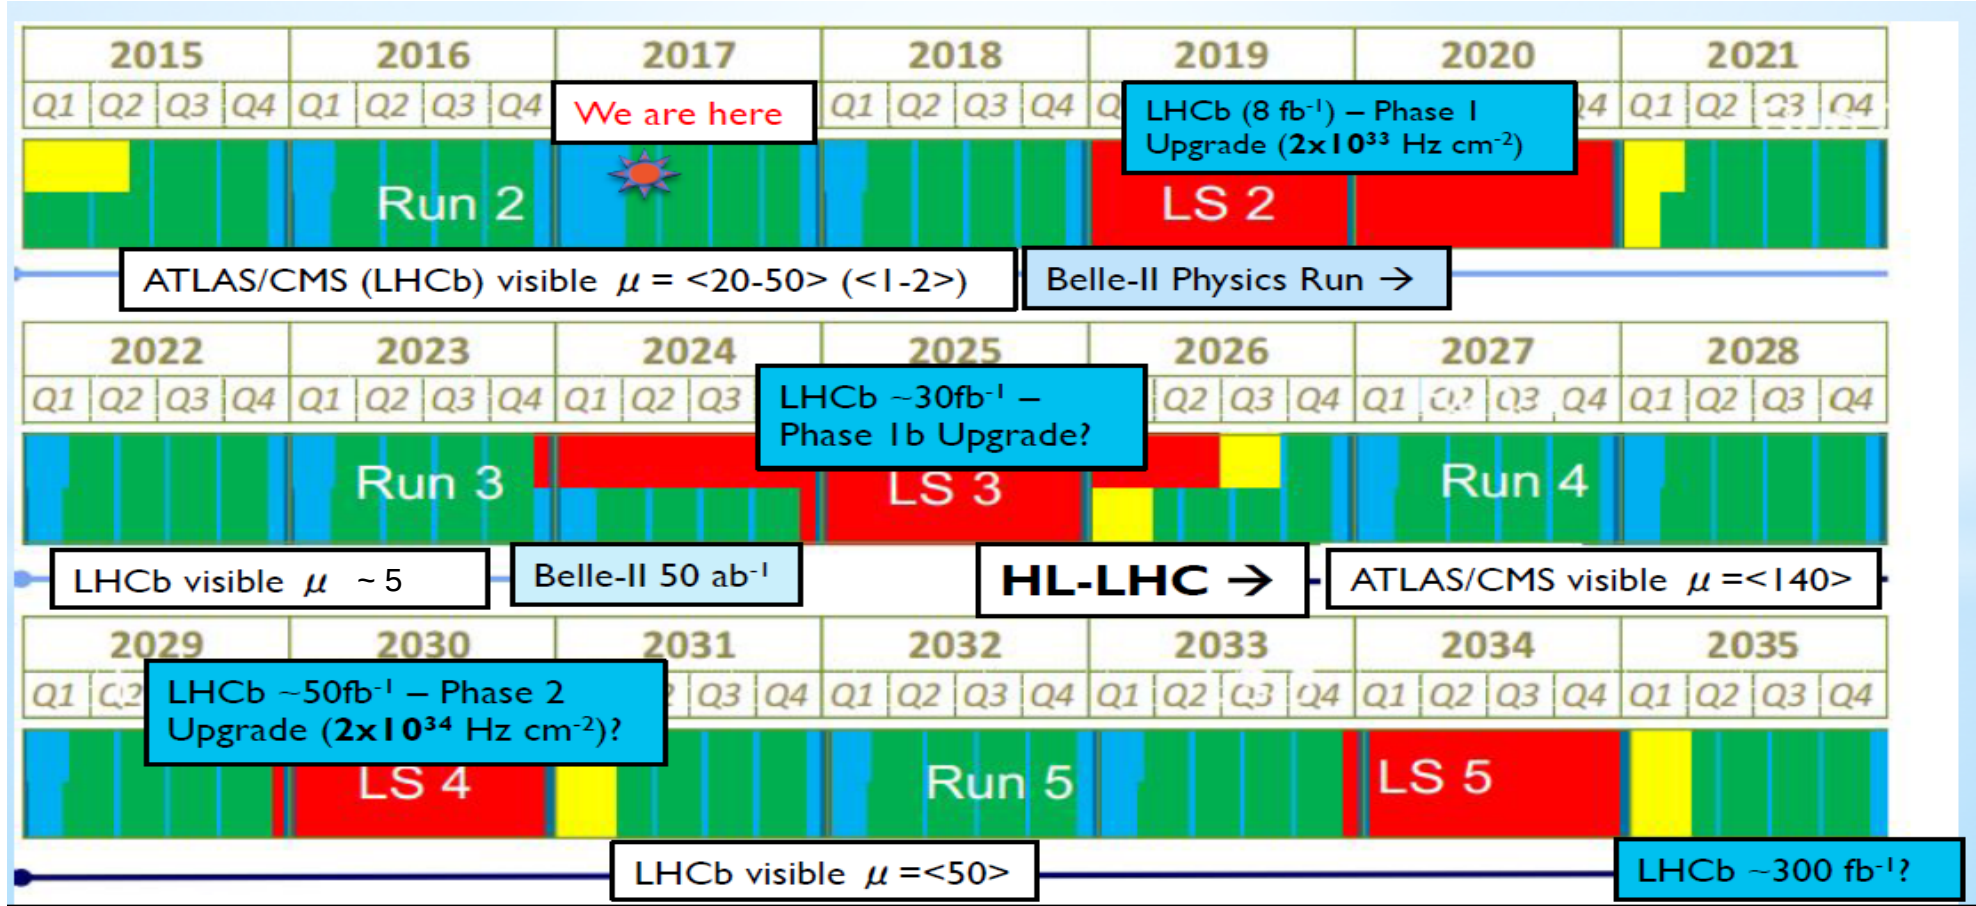 2015 2016 2017 2018 2019 2020 2021
Q1 Q2 Q3 Q4 Q1 Q2 Q3 Q4 We are here Q1 Q2 Q3 Q4 Q1 Q2 Q3 Q4
LHCb (8 fb⁻¹) – Phase 1
Upgrade (2x10³³ Hz cm⁻²)
Run 2 LS 2
ATLAS/CMS (LHCb) visible μ = <20-50> (<1-2>) Belle-II Physics Run →
2022 2023 2024 2025 2026 2027 2028
Q1 Q2 Q3 Q4 Q1 Q2 Q3 Q4 Q1 Q2 Q3 Q2 Q3 Q4 Q1 Q2 Q3 Q4 Q1 Q2 Q3 Q4
LHCb ~30fb⁻¹ –
Phase 1b Upgrade?
Run 3 LS 3 Run 4
LHCb visible μ ~ 5 Belle-II 50 ab⁻¹ HL-LHC → ATLAS/CMS visible μ =<140>
2029 2030 2031 2032 2033 2034 2035
Q1 Q2 Q3 Q4 Q1 Q2 Q3 Q4 Q1 Q2 Q3 Q4 Q1 Q2 Q3 Q4 Q1 Q2 Q3 Q4
LHCb ~50fb⁻¹ – Phase 2
Upgrade (2x10³⁴ Hz cm⁻²)?
LS 4 Run 5 LS 5
LHCb visible μ =<50> LHCb ~300 fb⁻¹?